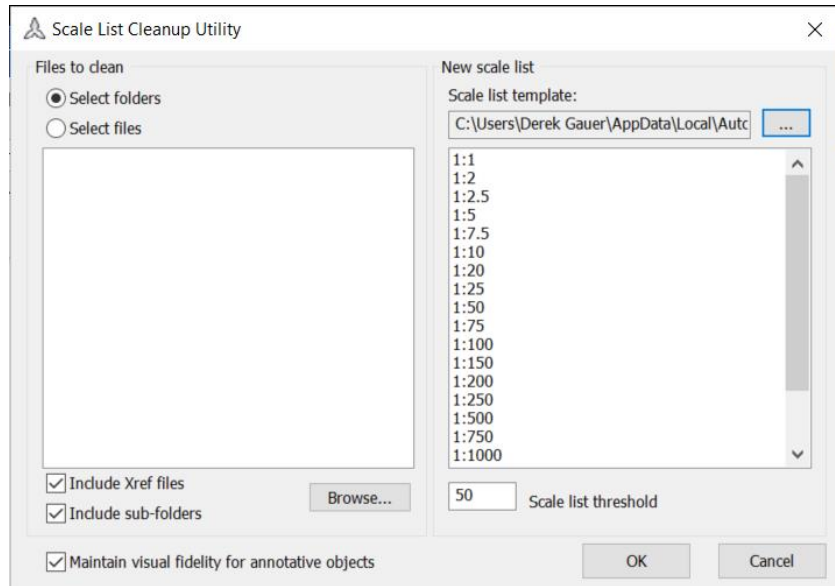 Scale List Cleanup Utility
Files to clean
Select folders
Select files
Include Xref files
Include sub-folders
Browse...
New scale list
Scale list template:
C:\Users\Derek Gauer\AppData\Local\Autc
...
1:1
1:2
1:2.5
1:5
1:7.5
1:10
1:20
1:25
1:50
1:75
1:100
1:150
1:200
1:250
1:500
1:750
1:1000
50 Scale list threshold
Maintain visual fidelity for annotative objects
OK
Cancel